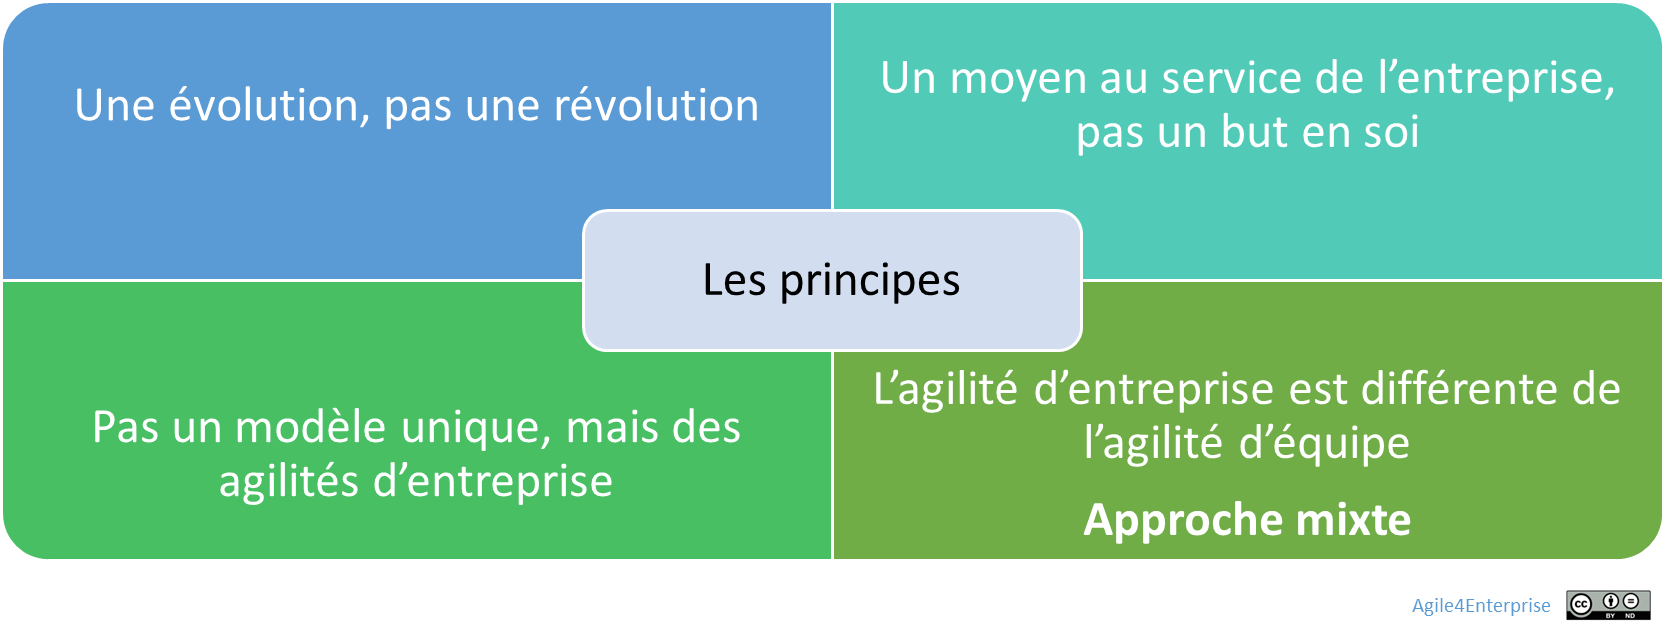 Une évolution, pas une révolution
Un moyen au service de l’entreprise,
pas un but en soi
Les principes
Pas un modèle unique, mais des
agilités d’entreprise
L’agilité d’entreprise est différente de
l’agilité d’équipe
Approche mixte
Agile4Enterprise
cc
BY ND